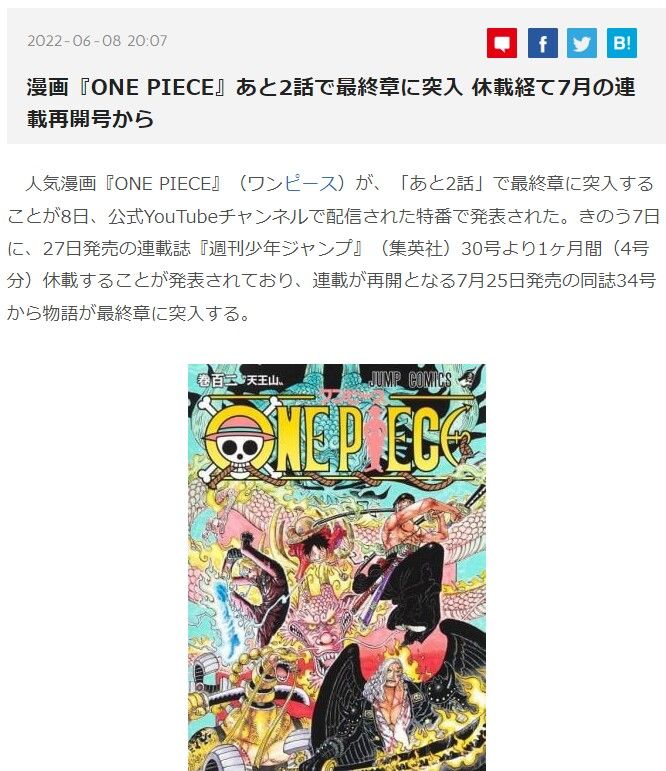 2022-06-08 20:07
B!
漫画『ONE PIECE』あと2話で最終章に突入 休載経て7月の連
載再開号から
人気漫画『ONE PIECE』（ワンピース）が、「あと2話」で最終章に突入する
ことが8日、公式YouTubeチャンネルで配信された特番で発表された。きのう7日
に、27日発売の連載誌『週刊少年ジャンプ』（集英社）30号より1ヶ月間（4号
分）休載することが発表されており、連載が再開となる7月25日発売の同誌34号
から物語が最終章に突入する。
巻百二 “天王山„
JUMP COMICS
ワンピース
ONE PIECE